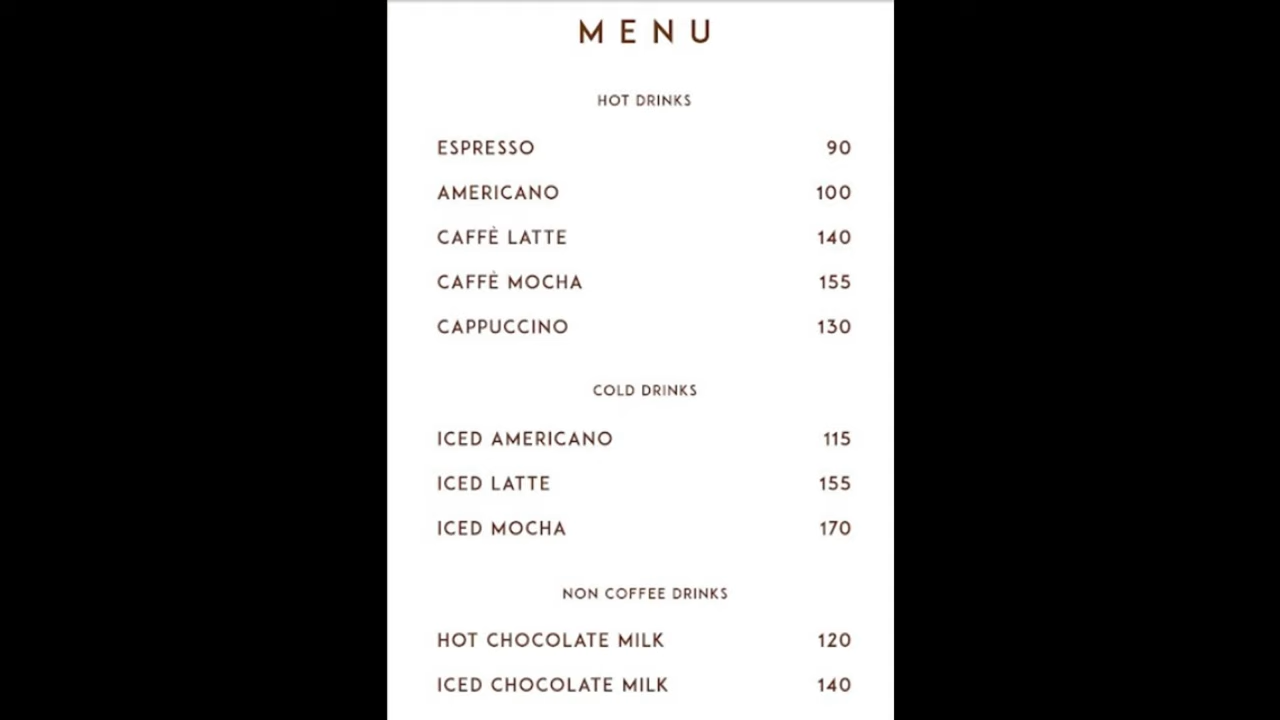 MENU
HOT DRINKS
ESPRESSO 90
AMERICANO 100
CAFFÈ LATTE 140
CAFFÈ MOCHA 155
CAPPUCCINO 130
COLD DRINKS
ICED AMERICANO 115
ICED LATTE 155
ICED MOCHA 170
NON COFFEE DRINKS
HOT CHOCOLATE MILK 120
ICED CHOCOLATE MILK 140